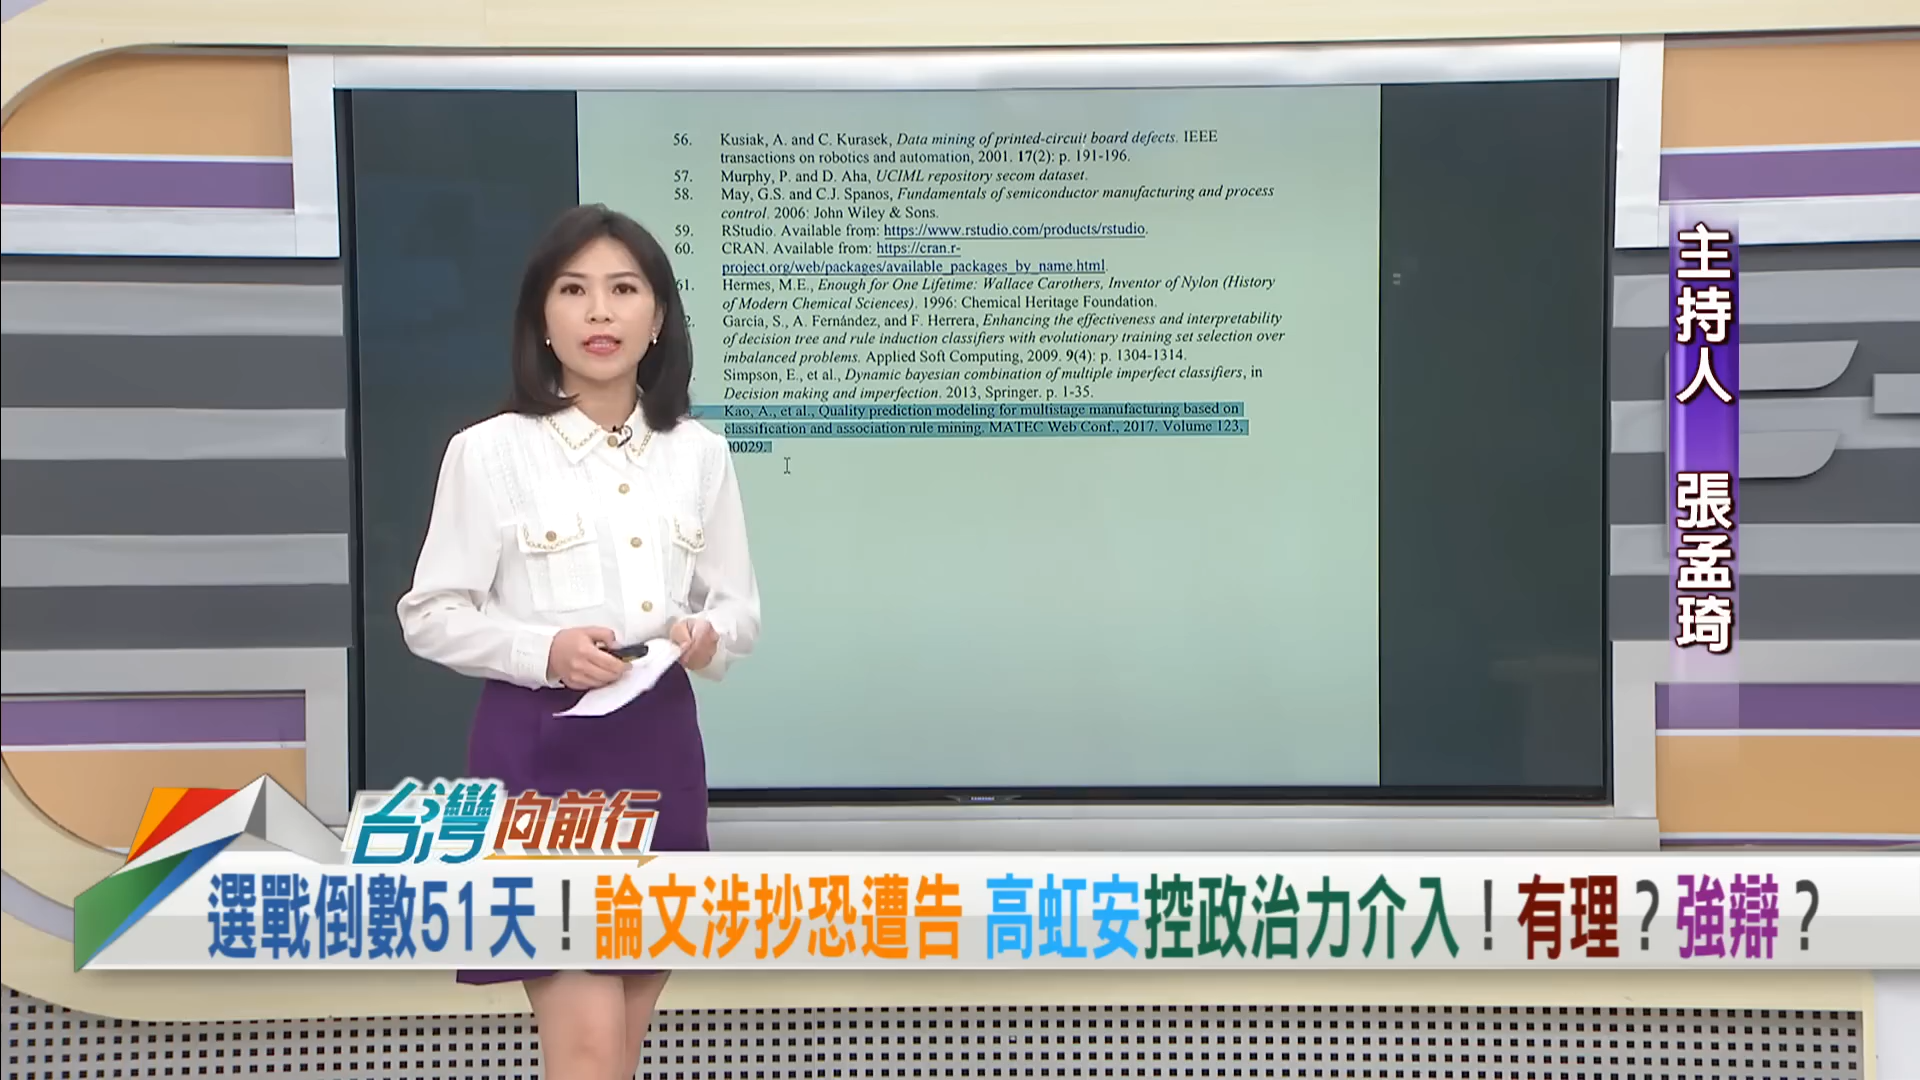 56. Kusiak, A. and C. Kurasek, Data mining of printed-circuit board defects. IEEE
transactions on robotics and automation, 2001. 17(2): p. 191-196.
57. Murphy, P. and D. Aha, UCIML repository secom dataset.
58. May, G.S. and C.J. Spanos, Fundamentals of semiconductor manufacturing and process
control. 2006: John Wiley & Sons.
59. RStudio. Available from: https://www.rstudio.com/products/rstudio.
60. CRAN. Available from: https://cran.r-
project.org/web/packages/available_packages_by_name.html.
61. Hermes, M.E., Enough for One Lifetime: Wallace Carothers, Inventor of Nylon (History
of Modern Chemical Sciences). 1996: Chemical Heritage Foundation.
2. García, S., A. Fernández, and F. Herrera, Enhancing the effectiveness and interpretability
of decision tree and rule induction classifiers with evolutionary training set selection over
imbalanced problems. Applied Soft Computing, 2009. 9(4): p. 1304-1314.
Simpson, E., et al., Dynamic bayesian combination of multiple imperfect classifiers, in
Decision making and imperfection. 2013, Springer. p. 1-35.
Kao, A., et al., Quality prediction modeling for multistage manufacturing based on
classification and association rule mining. MATEC Web Conf., 2017. Volume 123,
00029.
主持人 張孟琦
台灣向前行
選戰倒數51天！論文涉抄恐遭告 高虹安控政治力介入！有理？強辯？